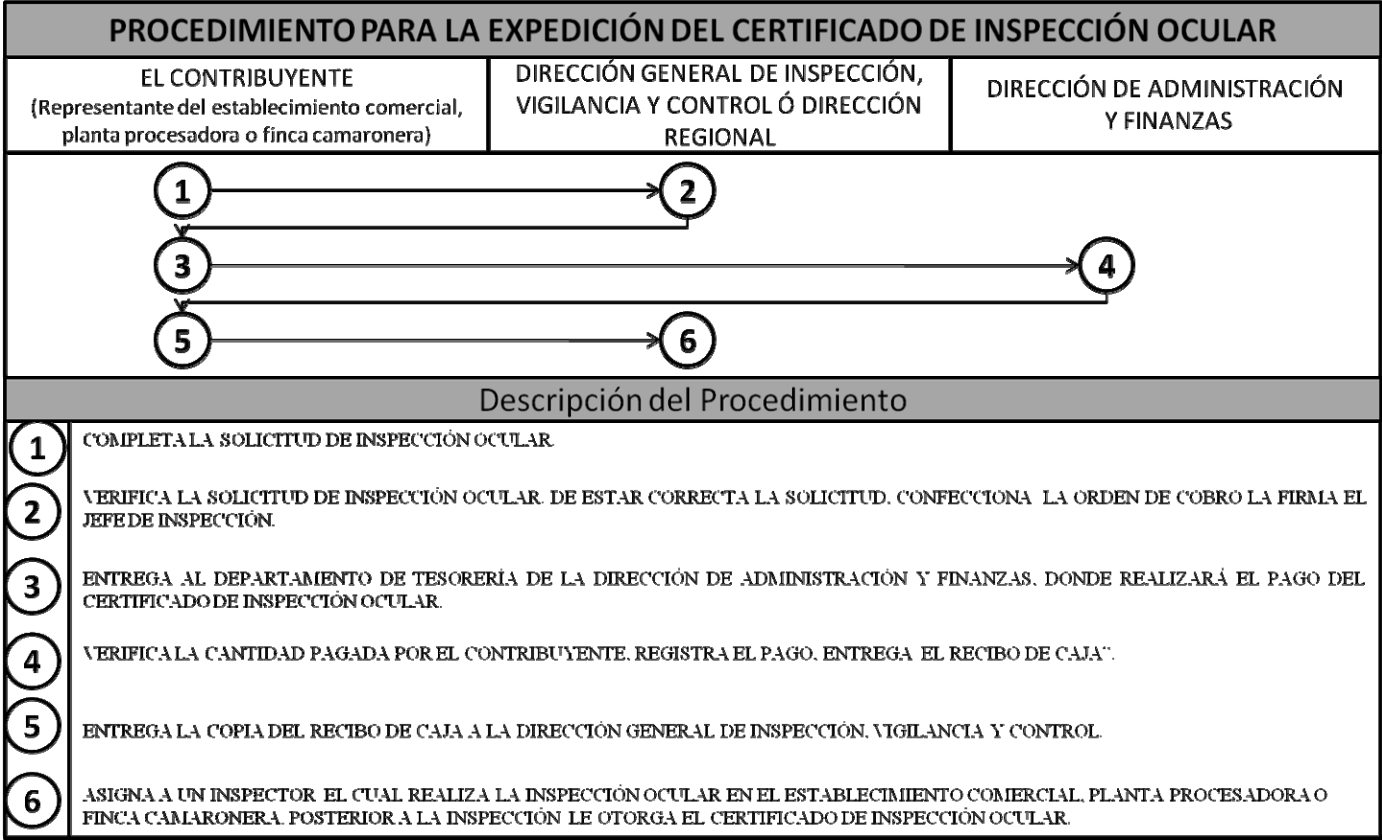 PROCEDIMIENTO PARA LA EXPEDICIÓN DEL CERTIFICADO DE INSPECCIÓN OCULAR
EL CONTRIBUYENTE
(Representante del establecimiento comercial,
planta procesadora o finca camaronera)
DIRECCIÓN GENERAL DE INSPECCIÓN,
VIGILANCIA Y CONTROL Ó DIRECCIÓN
REGIONAL
DIRECCIÓN DE ADMINISTRACIÓN
Y FINANZAS
1
2
3
4
5
6
Descripción del Procedimiento
1
COMPLETA LA SOLICITUD DE INSPECCIÓN OCULAR.
2
VERIFICA LA SOLICITUD DE INSPECCIÓN OCULAR. DE ESTAR CORRECTA LA SOLICITUD, CONFECCIONA LA ORDEN DE COBRO LA FIRMA EL
JEFE DE INSPECCIÓN.
3
ENTREGA AL DEPARTAMENTO DE TESORERÍA DE LA DIRECCIÓN DE ADMINISTRACIÓN Y FINANZAS, DONDE REALIZARÁ EL PAGO DEL
CERTIFICADO DE INSPECCIÓN OCULAR.
4
VERIFICA LA CANTIDAD PAGADA POR EL CONTRIBUYENTE, REGISTRA EL PAGO, ENTREGA EL RECIBO DE CAJA".
5
ENTREGA LA COPIA DEL RECIBO DE CAJA A LA DIRECCIÓN GENERAL DE INSPECCIÓN, VIGILANCIA Y CONTROL.
6
ASIGNA A UN INSPECTOR EL CUAL REALIZA LA INSPECCIÓN OCULAR EN EL ESTABLECIMIENTO COMERCIAL, PLANTA PROCESADORA O
FINCA CAMARONERA. POSTERIOR A LA INSPECCIÓN LE OTORGA EL CERTIFICADO DE INSPECCIÓN OCULAR.